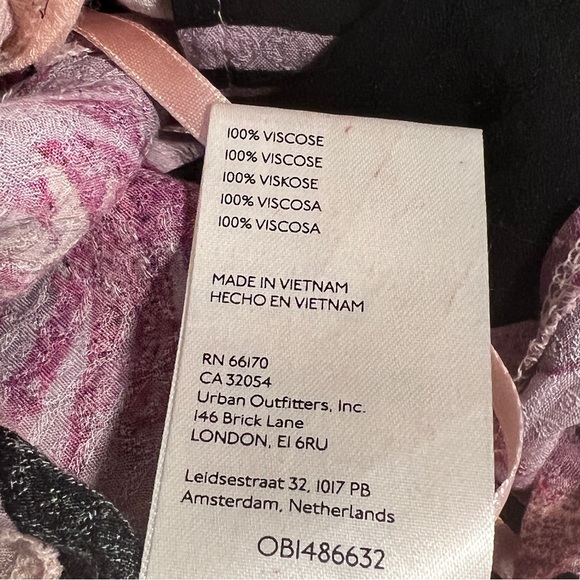 100% VISCOSE
100% VISCOSE
100% VISKOSE
100% VISCOSA
100% VISCOSA
MADE IN VIETNAM
HECHO EN VIETNAM
RN 66170
CA 32054
Urban Outfitters, Inc.
146 Brick Lane
LONDON, E1 6RU
Leidsestraat 32, 1017 PB
Amsterdam, Netherlands
OB1486632